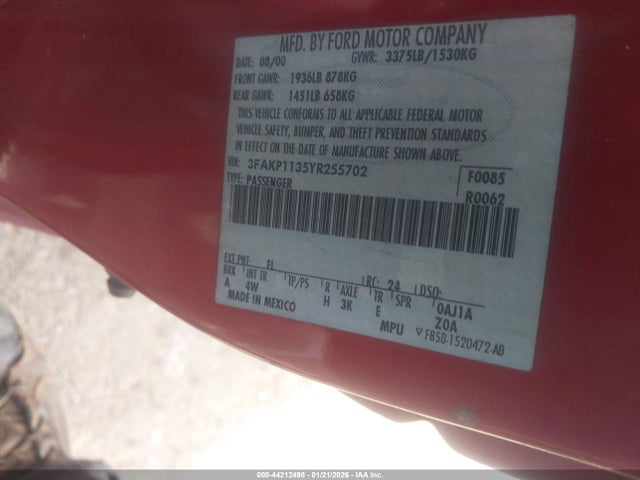 MFD. BY FORD MOTOR COMPANY
08/00 GVWR: 3375LB/1530KG
FRONT GAWR: 1936LB 878KG
REAR GAWR: 1451LB 658KG
THIS VEHICLE CONFORMS TO ALL APPLICABLE FEDERAL MOTOR
VEHICLE SAFETY, BUMPER, AND THEFT PREVENTION STANDARDS
IN EFFECT ON THE DATE OF MANUFACTURE SHOWN ABOVE.
VIN: 3FAKP1135YR255702
TYPE: PASSENGER
F0085
R0062
EXT PNT: FL RC: 24 DSO:
BRK INT TR TP/PS R AXLE TR SPR 0AJ1A
A 4W H 3K E Z0A
MADE IN MEXICO MPU F85B-1520472-AB
000-44212498 - 01/21/2026 - IAA Inc.